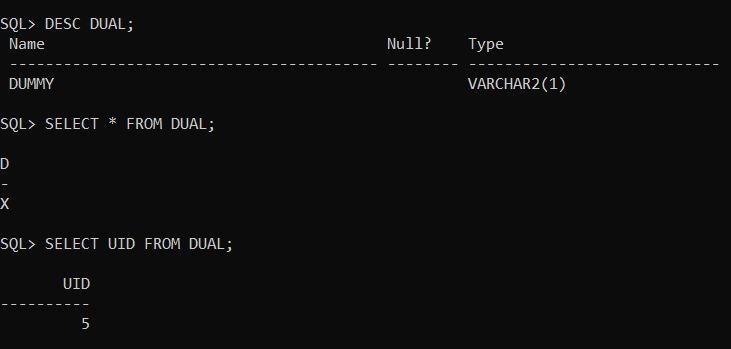 SQL> DESC DUAL;
 Name                                      Null?    Type
 ----------------------------------------- -------- ----------------------------
 DUMMY                                              VARCHAR2(1)
SQL> SELECT * FROM DUAL;
D
-
X
SQL> SELECT UID FROM DUAL;
       UID
----------
         5